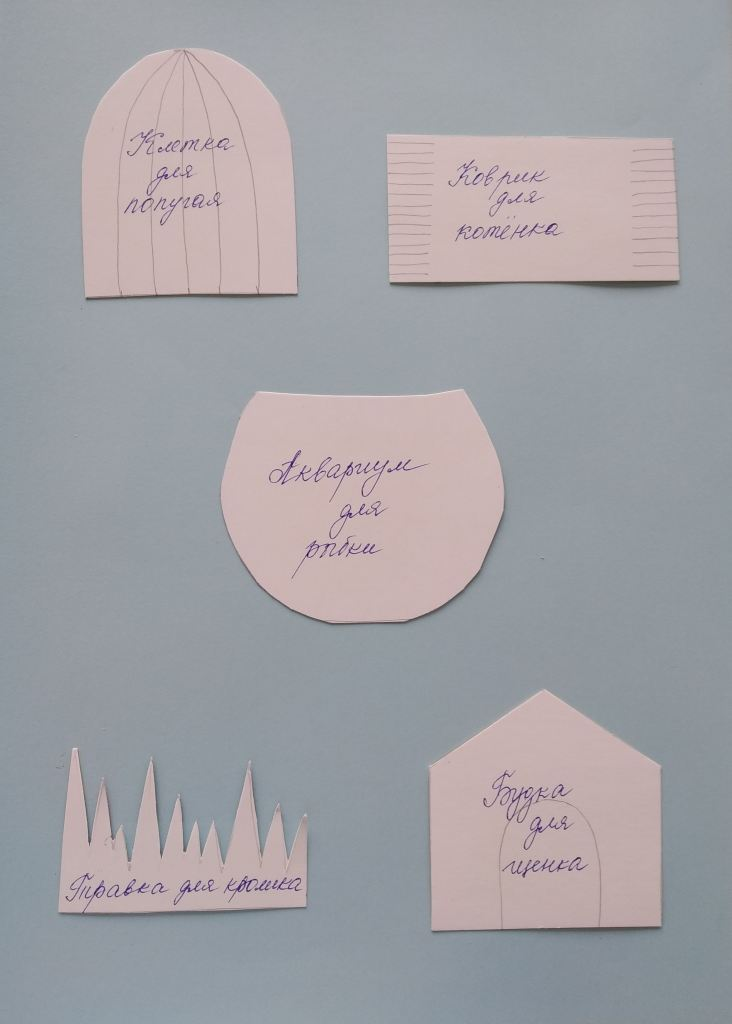 Клетка
для
попугая
Коврик
для
котёнка
Аквариум
для
рыбки
Травка для кролика
Будка
для
щенка